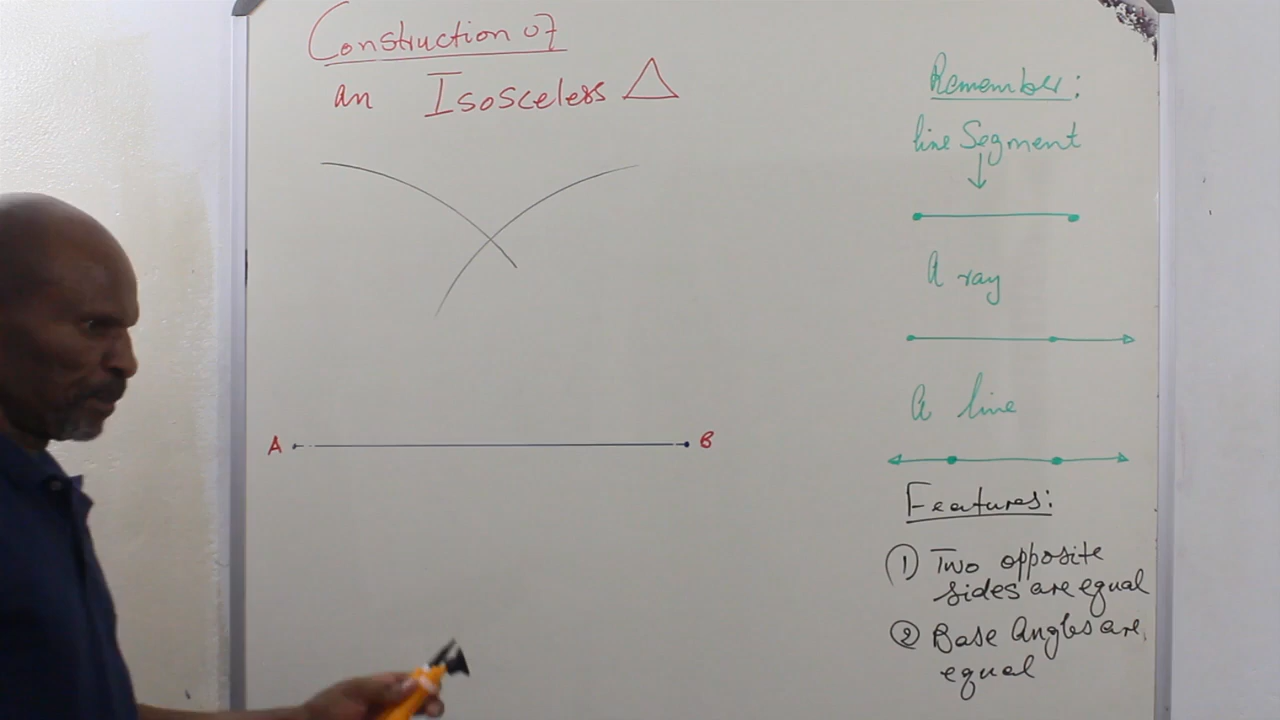 Construction of
an Isosceless △
Remember:
line Segment
A ray
A line
A B
Features:
① Two opposite
sides are equal
② Base Angles are
equal